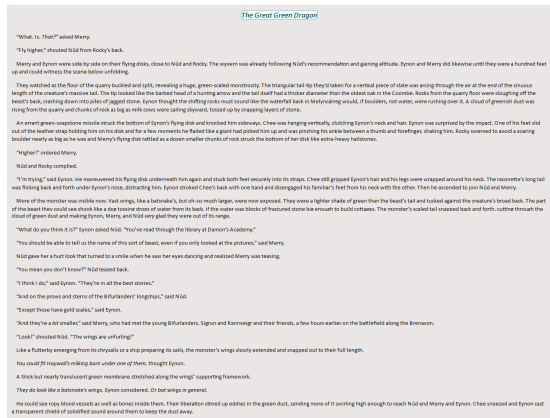 The Great Green Dragon
"What. Is. That?" asked Merry.
"Fly higher," shouted Nûd from Rocky's back.
Merry and Eynon were side by side on their flying disks, close to Nûd and Rocky. The wyvern was already following Nûd's recommendation and gaining altitude. Eynon and Merry did likewise until they were a hundred feet
up and could witness the scene below unfolding.
They watched as the floor of the quarry buckled and split, revealing a huge, green-scaled monstrosity. The triangular tail-tip they'd taken for a vertical piece of slate was arcing through the air at the end of the sinuous
length of the creature's massive tail. The tip looked like the barbed head of a hunting arrow and the tail itself had a thicker diameter than the oldest oak in the Coombe. Rocks from the quarry floor were sloughing off the
beast's back, crashing down into piles of jagged stone. Eynon thought the shifting rocks must sound like the waterfall back in Melyncárreg would, if boulders, not water, were rushing over it. A cloud of greenish dust was
rising from the quarry and chunks of rock as big as milk cows were sailing skyward, tossed up by snapping layers of stone.
An errant green-soapstone missile struck the bottom of Eynon's flying disk and knocked him sideways. Chee was hanging vertically, clutching Eynon's neck and hair. Eynon was surprised by the impact. One of his feet slid
out of the leather strap holding him on his disk and for a few moments he flailed like a giant had picked him up and was pinching his ankle between a thumb and forefinger, shaking him. Rocky swerved to avoid a soaring
boulder nearly as big as he was and Merry's flying disk rattled as a dozen smaller chunks of rock struck the bottom of her disk like extra-heavy hailstones.
"Higher!" ordered Merry.
Nûd and Rocky complied.
"I'm trying," said Eynon. He maneuvered his flying disk underneath him again and stuck both feet securely into its straps. Chee still gripped Eynon's hair and his legs were wrapped around his neck. The raconette's long tail
was flicking back and forth under Eynon's nose, distracting him. Eynon stroked Chee's back with one hand and disengaged his familiar's feet from his neck with the other. Then he ascended to join Nûd and Merry.
More of the monster was visible now. Vast wings, like a batsnake's, but oh-so-much larger, were now exposed. They were a lighter shade of green than the beast's tail and tucked against the creature's broad back. The part
of the beast they could see shook like a dog tossing drops of water from its back, if the water was blocks of fractured stone big enough to build cottages. The monster's scaled tail snapped back and forth, cutting through the
cloud of green dust and making Eynon, Merry, and Nûd very glad they were out of its range.
"What do you think it is?" Eynon asked Nûd. "You've read through the library at Damon's Academy."
"You should be able to tell us the name of this sort of beast, even if you only looked at the pictures," said Merry.
Nûd gave her a hurt look that turned to a smile when he saw her eyes dancing and realized Merry was teasing.
"You mean you don't know?" Nûd teased back.
"I think I do," said Eynon. "They're in all the best stories."
"And on the prows and sterns of the Bifurlanders' longships," said Nûd.
"Except those have gold scales," said Eynon.
"And they're a lot smaller," said Merry, who had met the young Bifurlanders, Sigrun and Rannveigr and their friends, a few hours earlier on the battlefield along the Brenavon.
"Look!" shouted Nûd. "The wings are unfurling!"
Like a flutterby emerging from its chrysalis or a ship preparing its sails, the monster's wings slowly extended and snapped out to their full length.
You could fit Haywall's milking barn under one of them, thought Eynon.
A thick but nearly translucent green membrane stretched along the wings' supporting framework.
They do look like a batsnake's wings, Eynon considered. Or bat wings in general.
He could see ropy blood vessels as well as bones inside them. Their liberation stirred up eddies in the green dust, sending more of it swirling high enough to reach Nûd and Merry and Eynon. Chee sneezed and Eynon cast
a transparent shield of solidified sound around them to keep the dust away.